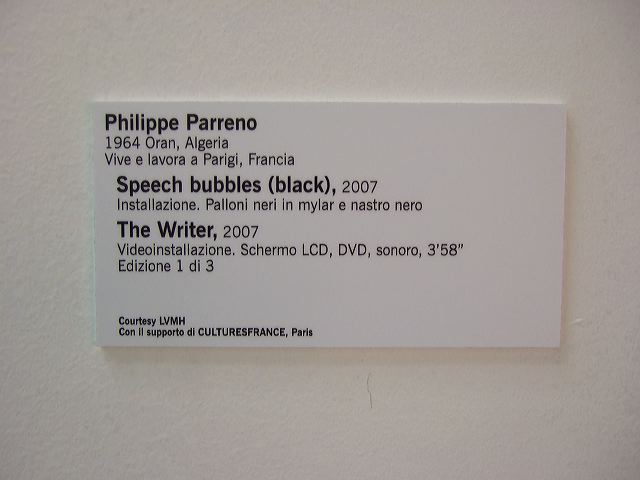 Philippe Parreno
1964 Oran, Algeria
Vive e lavora a Parigi, Francia
Speech bubbles (black), 2007
Installazione. Palloni neri in mylar e nastro nero
The Writer, 2007
Videoinstallazione. Schermo LCD, DVD, sonoro, 3'58”
Edizione 1 di 3
Courtesy LVMH
Con il supporto di CULTURESFRANCE, Paris